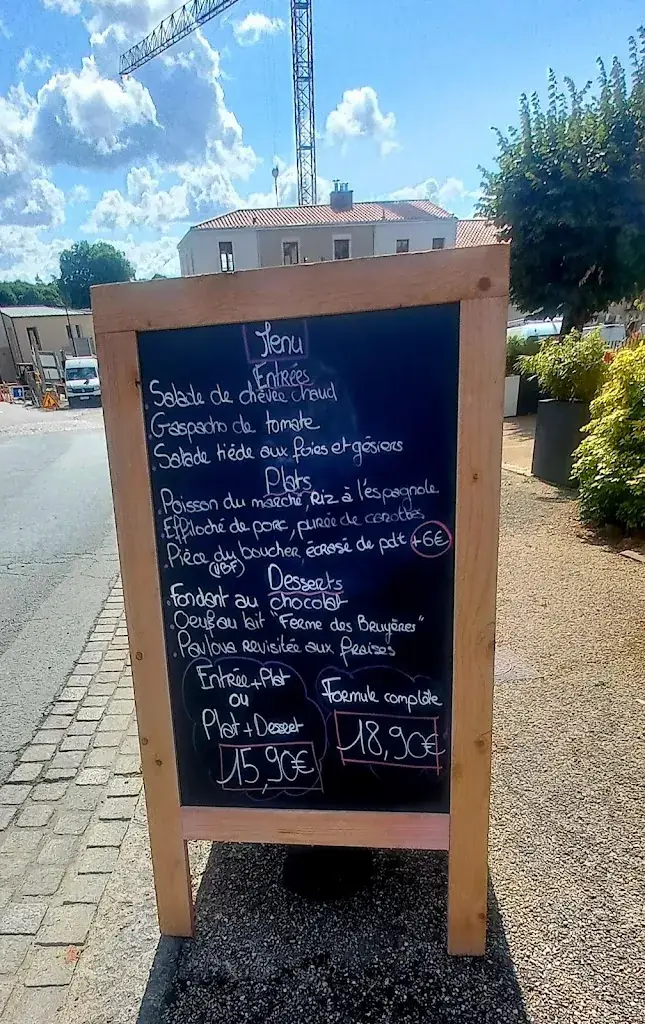 Menu
Entrées
. Salade de chèvre chaud
. Gaspacho de tomate
. Salade tiède aux foies et gésiers
Plats
. Poisson du marché, Riz à l'espagnole
. Effiloché de porc, purée de carottes
. Pièce du boucher, écrasé de pdt +6€
(VBF)
Desserts
. Fondant au chocolat
. Oeuf au lait "Ferme des Bruyères"
. Pavlova revisitée aux fraises
Entrée + Plat
ou
Plat + Dessert
15,90€
Formule complète
18,90€